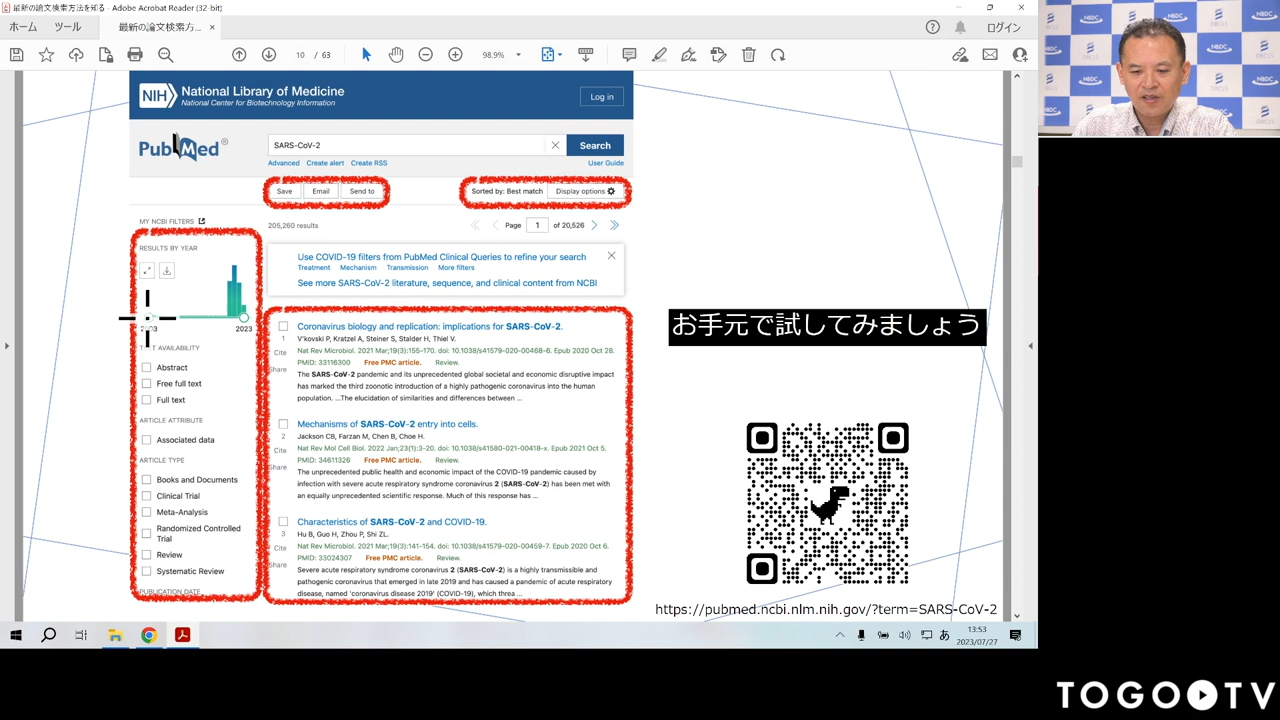 最新の論文検索方法を知る - Adobe Acrobat Reader (32-bit)
ホーム ツール 最新の論文検索方... × ログイン
10 / 63 98.9%
NIH National Library of Medicine
National Center for Biotechnology Information
Log in
PubMed®
SARS-CoV-2
Search
Advanced Create alert Create RSS User Guide
Save Email Send to Sorted by: Best match Display options
MY NCBI FILTERS
205,260 results
Page 1 of 20,526
RESULTS BY YEAR
2003 2023
TEXT AVAILABILITY
Abstract
Free full text
Full text
ARTICLE ATTRIBUTE
Associated data
ARTICLE TYPE
Books and Documents
Clinical Trial
Meta-Analysis
Randomized Controlled
Trial
Review
Systematic Review
PUBLICATION DATE
Use COVID-19 filters from PubMed Clinical Queries to refine your search
Treatment Mechanism Transmission More filters
See more SARS-CoV-2 literature, sequence, and clinical content from NCBI
Coronavirus biology and replication: implications for SARS-CoV-2.
1
Cite
Share
V'kovski P, Kratzel A, Steiner S, Stalder H, Thiel V.
Nat Rev Microbiol. 2021 Mar;19(3):155-170. doi: 10.1038/s41579-020-00468-6. Epub 2020 Oct 28.
PMID: 33116300 Free PMC article. Review.
The SARS-CoV-2 pandemic and its unprecedented global societal and economic disruptive impact
has marked the third zoonotic introduction of a highly pathogenic coronavirus into the human
population. ...The elucidation of similarities and differences between ...
Mechanisms of SARS-CoV-2 entry into cells.
2
Cite
Share
Jackson CB, Farzan M, Chen B, Choe H.
Nat Rev Mol Cell Biol. 2022 Jan;23(1):3-20. doi: 10.1038/s41580-021-00418-x. Epub 2021 Oct 5.
PMID: 34611326 Free PMC article. Review.
The unprecedented public health and economic impact of the COVID-19 pandemic caused by
infection with severe acute respiratory syndrome coronavirus 2 (SARS-CoV-2) has been met with
an equally unprecedented scientific response. Much of this response has ...
Characteristics of SARS-CoV-2 and COVID-19.
3
Cite
Share
Hu B, Guo H, Zhou P, Shi ZL.
Nat Rev Microbiol. 2021 Mar;19(3):141-154. doi: 10.1038/s41579-020-00459-7. Epub 2020 Oct 6.
PMID: 33024307 Free PMC article. Review.
Severe acute respiratory syndrome coronavirus 2 (SARS-CoV-2) is a highly transmissible and
pathogenic coronavirus that emerged in late 2019 and has caused a pandemic of acute respiratory
disease, named 'coronavirus disease 2019' (COVID-19), which threa ...
お手元で試してみましょう
https://pubmed.ncbi.nlm.nih.gov/?term=SARS-CoV-2
あ
13:53
2023/07/27
NBDC
DBCLS
TOGO TV